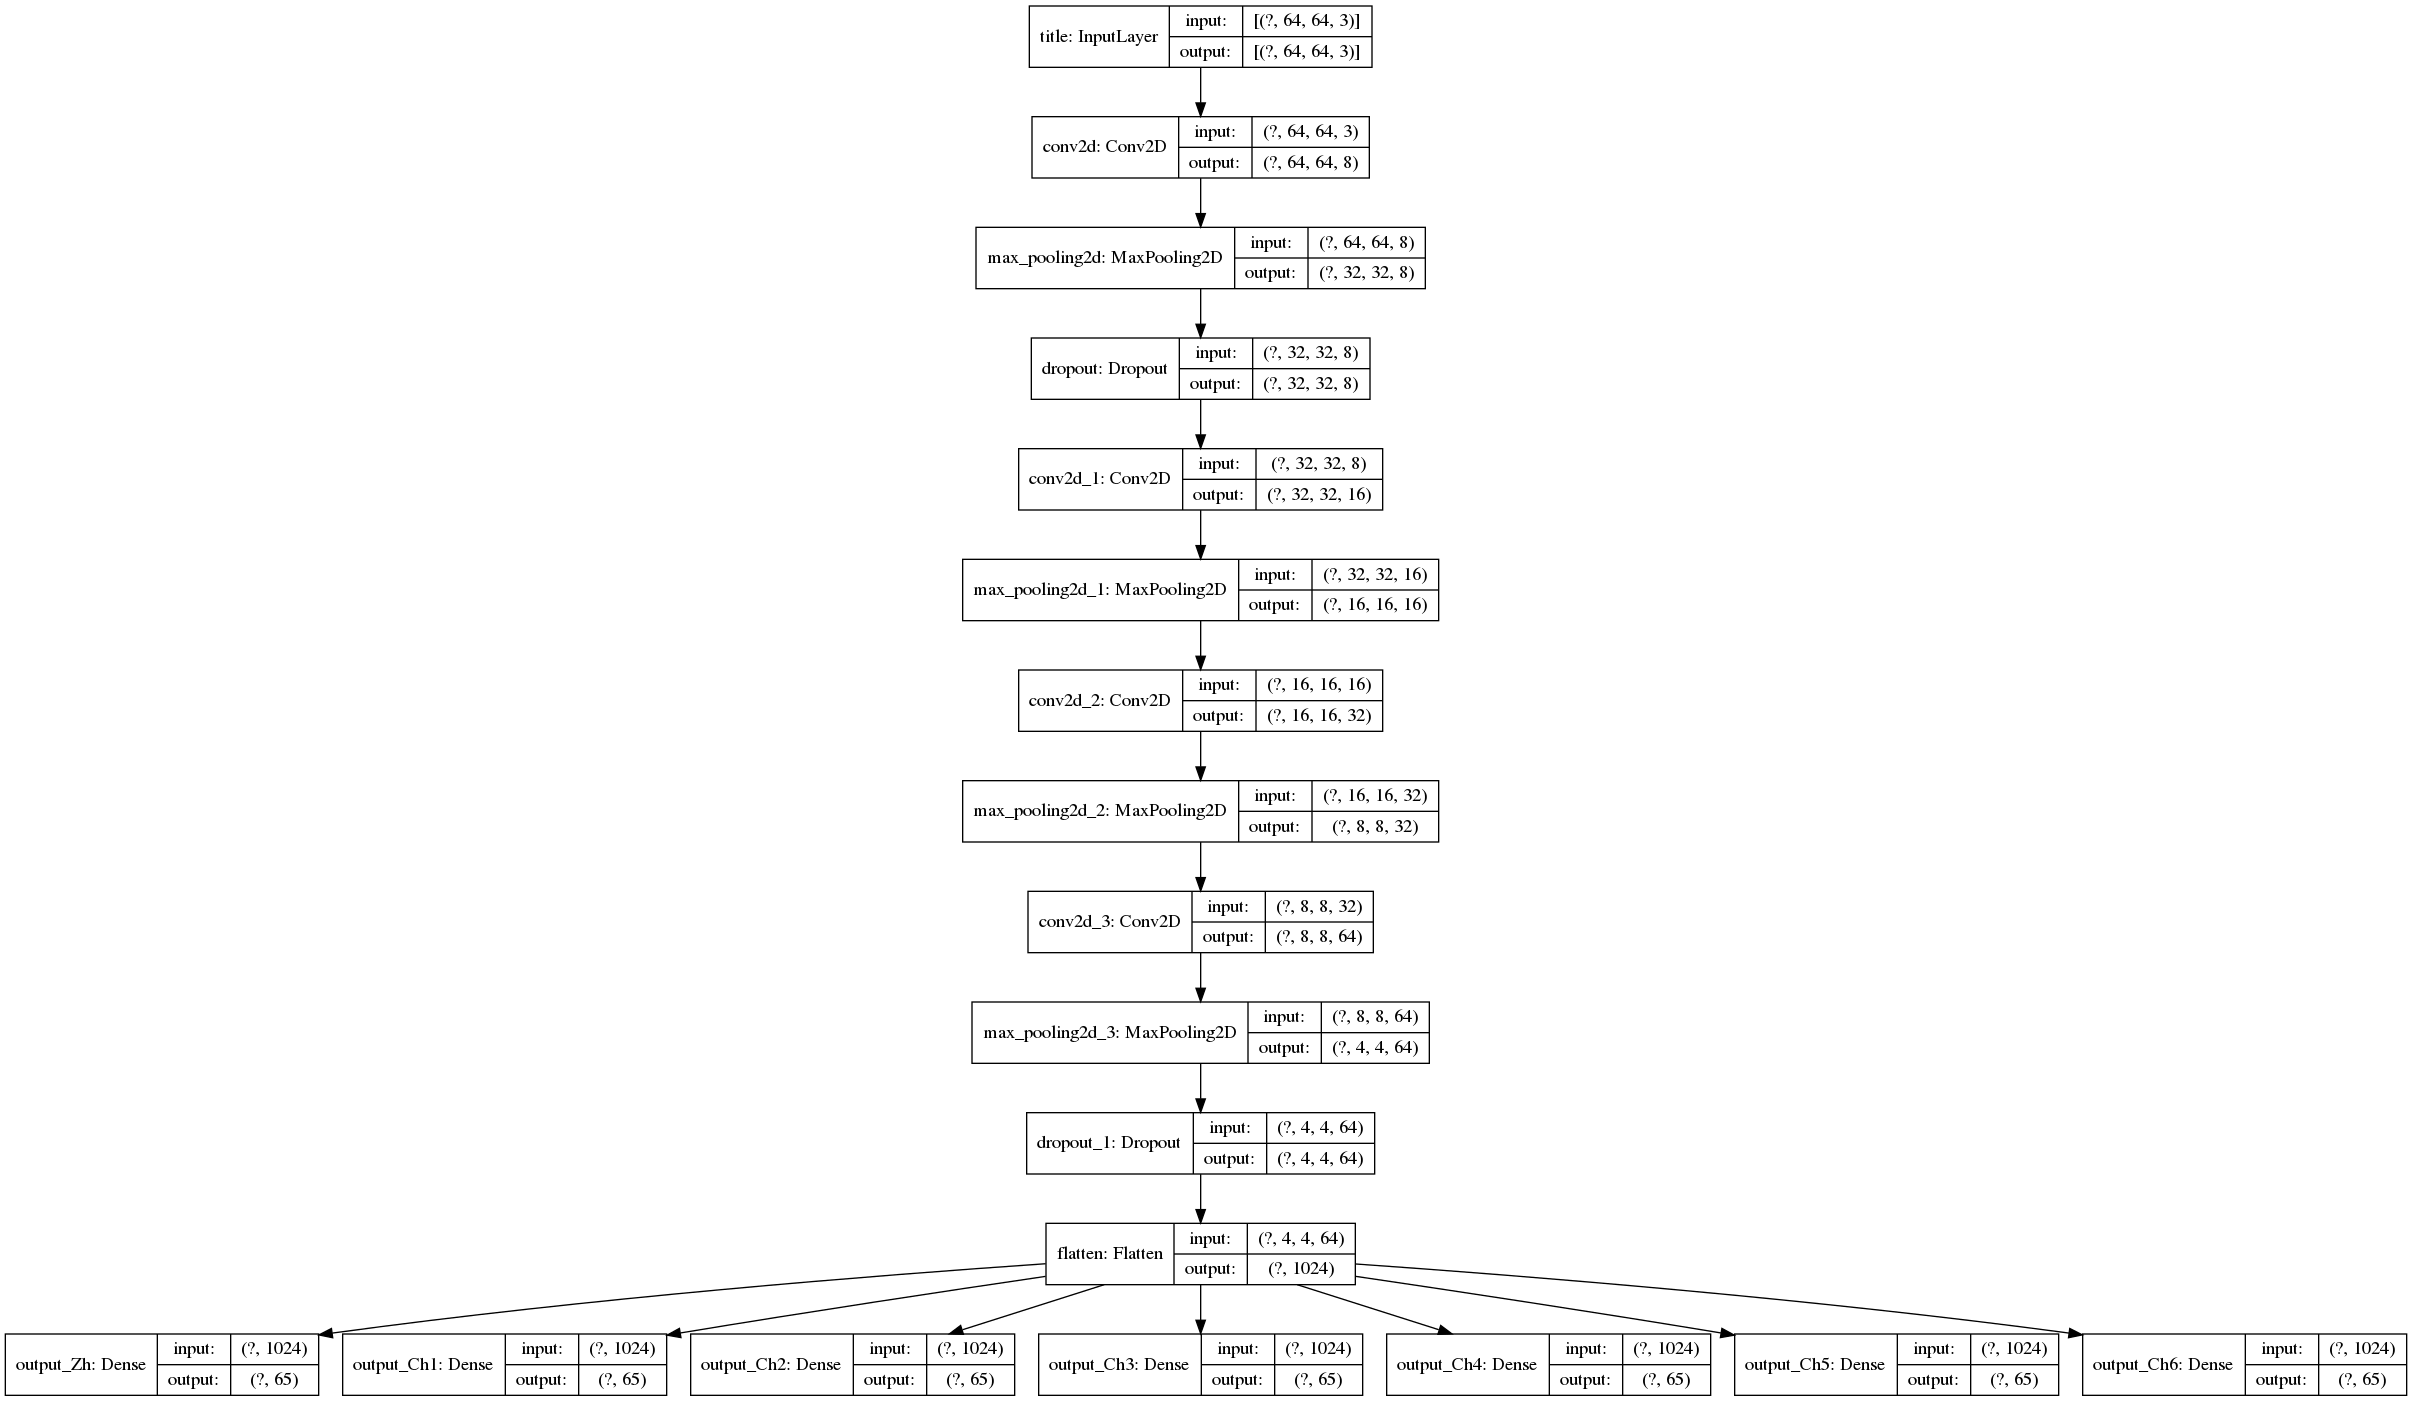 title: InputLayer
input:
[(?, 64, 64, 3)]
output:
[(?, 64, 64, 3)]
conv2d: Conv2D
input:
(?, 64, 64, 3)
output:
(?, 64, 64, 8)
max_pooling2d: MaxPooling2D
input:
(?, 64, 64, 8)
output:
(?, 32, 32, 8)
dropout: Dropout
input:
(?, 32, 32, 8)
output:
(?, 32, 32, 8)
conv2d_1: Conv2D
input:
(?, 32, 32, 8)
output:
(?, 32, 32, 16)
max_pooling2d_1: MaxPooling2D
input:
(?, 32, 32, 16)
output:
(?, 16, 16, 16)
conv2d_2: Conv2D
input:
(?, 16, 16, 16)
output:
(?, 16, 16, 32)
max_pooling2d_2: MaxPooling2D
input:
(?, 16, 16, 32)
output:
(?, 8, 8, 32)
conv2d_3: Conv2D
input:
(?, 8, 8, 32)
output:
(?, 8, 8, 64)
max_pooling2d_3: MaxPooling2D
input:
(?, 8, 8, 64)
output:
(?, 4, 4, 64)
dropout_1: Dropout
input:
(?, 4, 4, 64)
output:
(?, 4, 4, 64)
flatten: Flatten
input:
(?, 4, 4, 64)
output:
(?, 1024)
output_Zh: Dense
input:
(?, 1024)
output:
(?, 65)
output_Ch1: Dense
input:
(?, 1024)
output:
(?, 65)
output_Ch2: Dense
input:
(?, 1024)
output:
(?, 65)
output_Ch3: Dense
input:
(?, 1024)
output:
(?, 65)
output_Ch4: Dense
input:
(?, 1024)
output:
(?, 65)
output_Ch5: Dense
input:
(?, 1024)
output:
(?, 65)
output_Ch6: Dense
input:
(?, 1024)
output:
(?, 65)